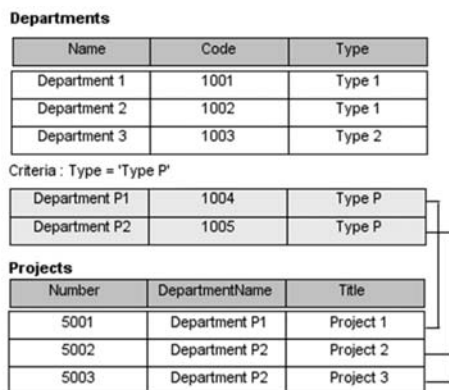 Departments
Name Code Type
Department 1 1001 Type 1
Department 2 1002 Type 1
Department 3 1003 Type 2
Criteria : Type = 'Type P'
Department P1 1004 Type P
Department P2 1005 Type P
Projects
Number DepartmentName Title
5001 Department P1 Project 1
5002 Department P2 Project 2
5003 Department P2 Project 3